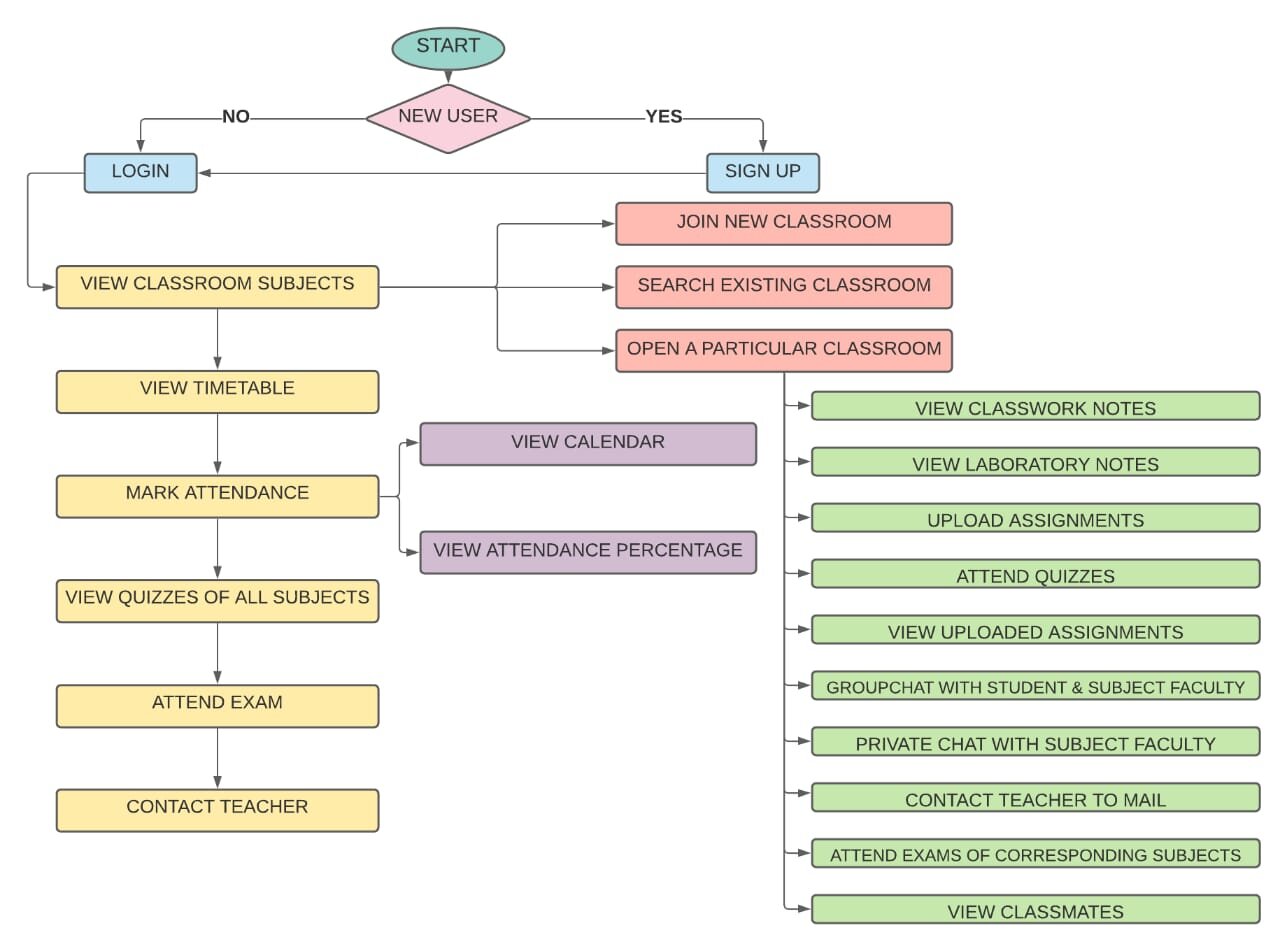 START
NEW USER
NO
YES
LOGIN
SIGN UP
JOIN NEW CLASSROOM
VIEW CLASSROOM SUBJECTS
SEARCH EXISTING CLASSROOM
OPEN A PARTICULAR CLASSROOM
VIEW TIMETABLE
MARK ATTENDANCE
VIEW CALENDAR
VIEW ATTENDANCE PERCENTAGE
VIEW QUIZZES OF ALL SUBJECTS
ATTEND EXAM
CONTACT TEACHER
VIEW CLASSWORK NOTES
VIEW LABORATORY NOTES
UPLOAD ASSIGNMENTS
ATTEND QUIZZES
VIEW UPLOADED ASSIGNMENTS
GROUPCHAT WITH STUDENT & SUBJECT FACULTY
PRIVATE CHAT WITH SUBJECT FACULTY
CONTACT TEACHER TO MAIL
ATTEND EXAMS OF CORRESPONDING SUBJECTS
VIEW CLASSMATES